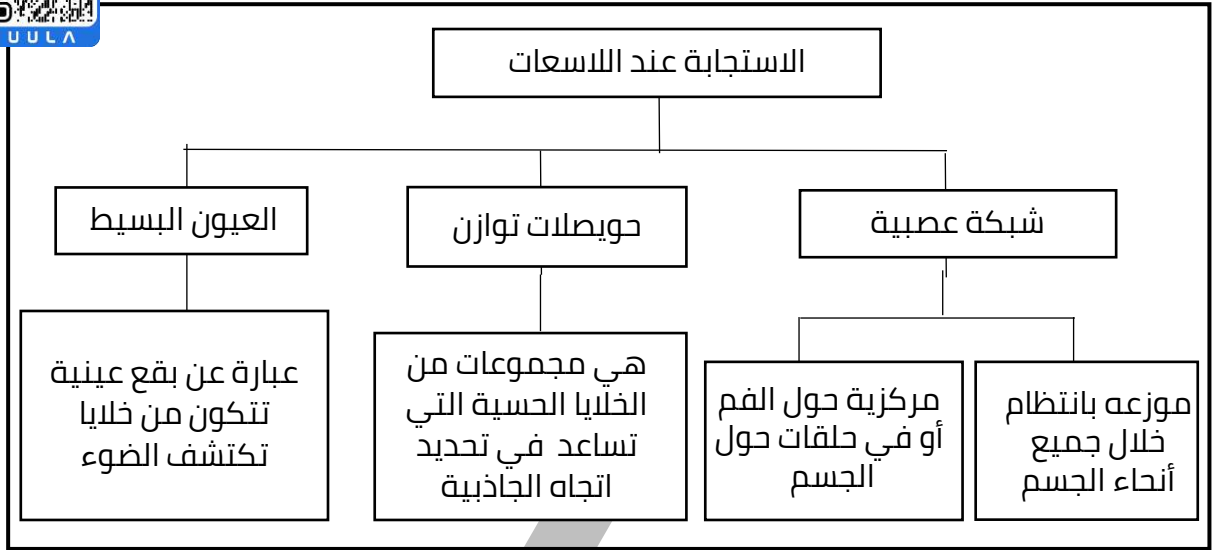 UULA
الاستجابة عند اللاسعات
شبكة عصبية
حويصلات توازن
العيون البسيط
موزعه بانتظام
خلال جميع
أنحاء الجسم
مركزية حول الفم
أو في حلقات حول
الجسم
هي مجموعات من
الخلايا الحسية التي
تساعد في تحديد
اتجاه الجاذبية
عبارة عن بقع عينية
تتكون من خلايا
تكتشف الضوء